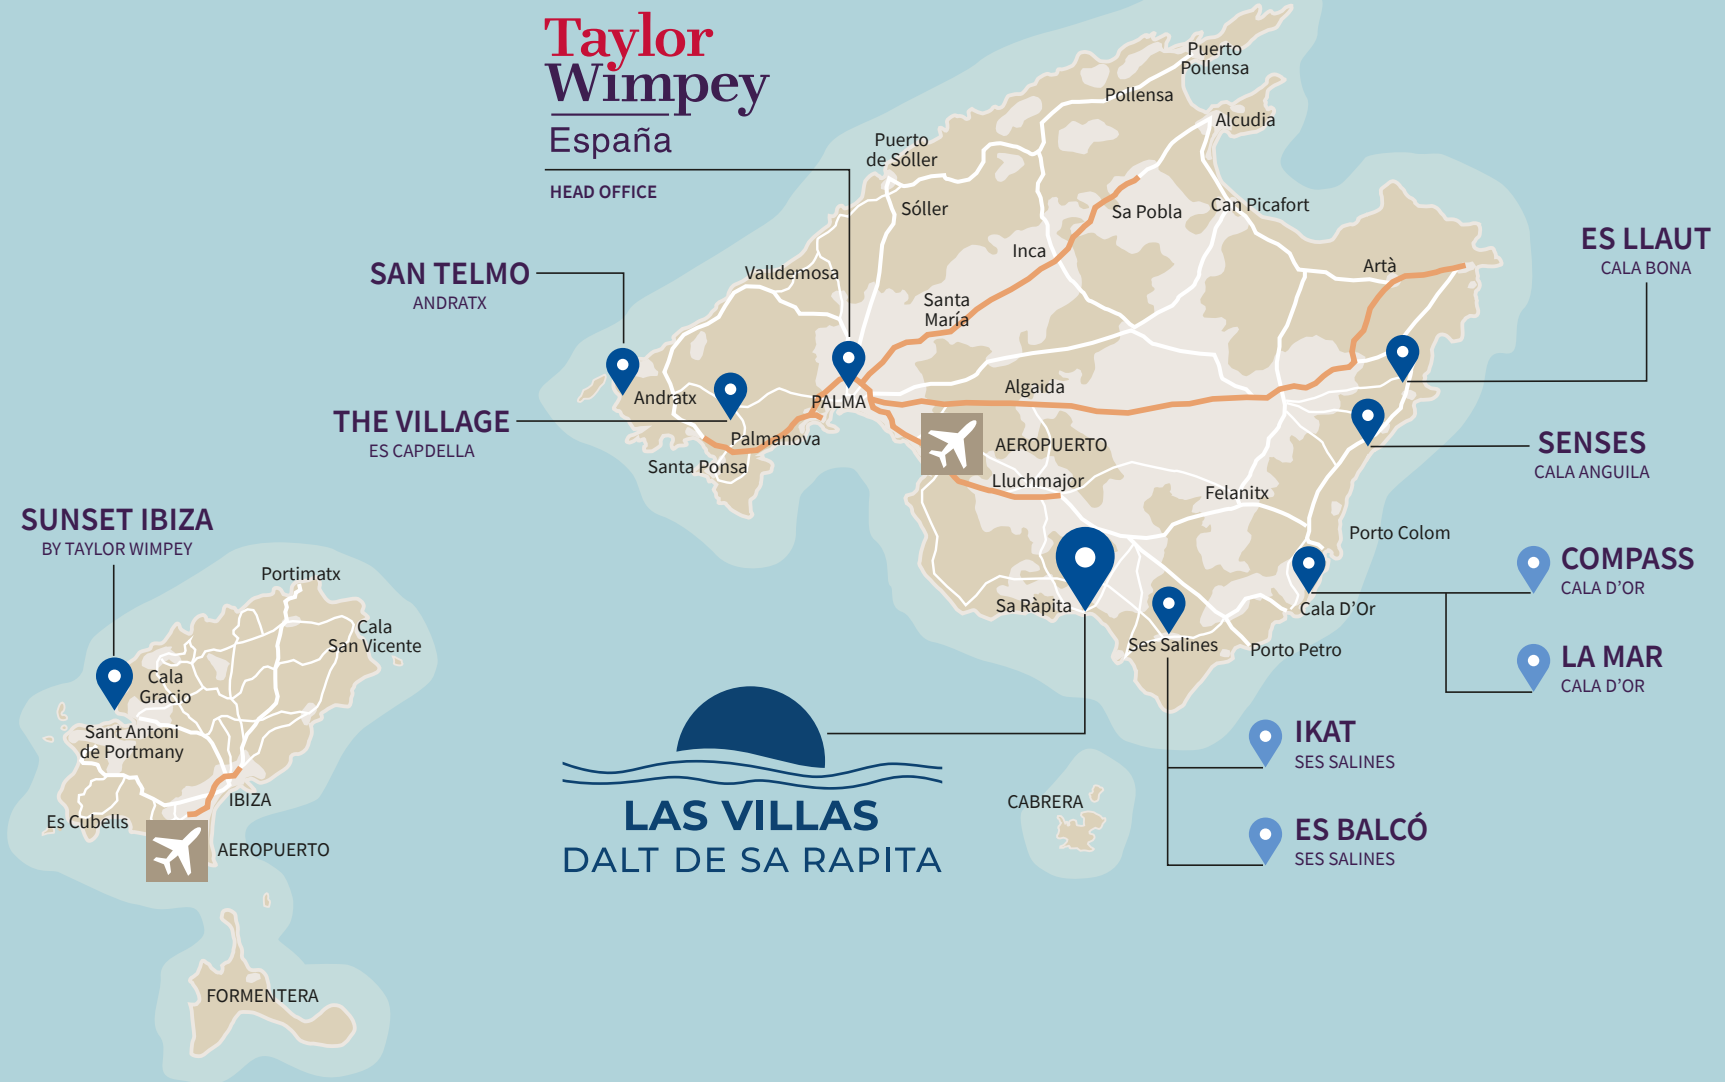 Taylor
Wimpey
España
HEAD OFFICE
Puerto
Pollensa
Pollensa
Alcudia
Puerto
de Sóller
Sóller
Sa Pobla
Can Picafort
Inca
Artà
Valldemosa
Santa
María
ES LLAUT
CALA BONA
SAN TELMO
ANDRATX
Andratx
PALMA
Algaida
THE VILLAGE
ES CAPDELLA
Palmanova
Santa Ponsa
AEROPUERTO
Lluchmajor
Felanitx
SENSES
CALA ANGUILA
Porto Colom
COMPASS
CALA D'OR
Sa Ràpita
Cala D'Or
Ses Salines
Porto Petro
LA MAR
CALA D'OR
IKAT
SES SALINES
ES BALCÓ
SES SALINES
CABRERA
LAS VILLAS
DALT DE SA RAPITA
SUNSET IBIZA
BY TAYLOR WIMPEY
Portimatx
Cala
San Vicente
Cala
Gracio
Sant Antoni
de Portmany
IBIZA
Es Cubells
AEROPUERTO
FORMENTERA